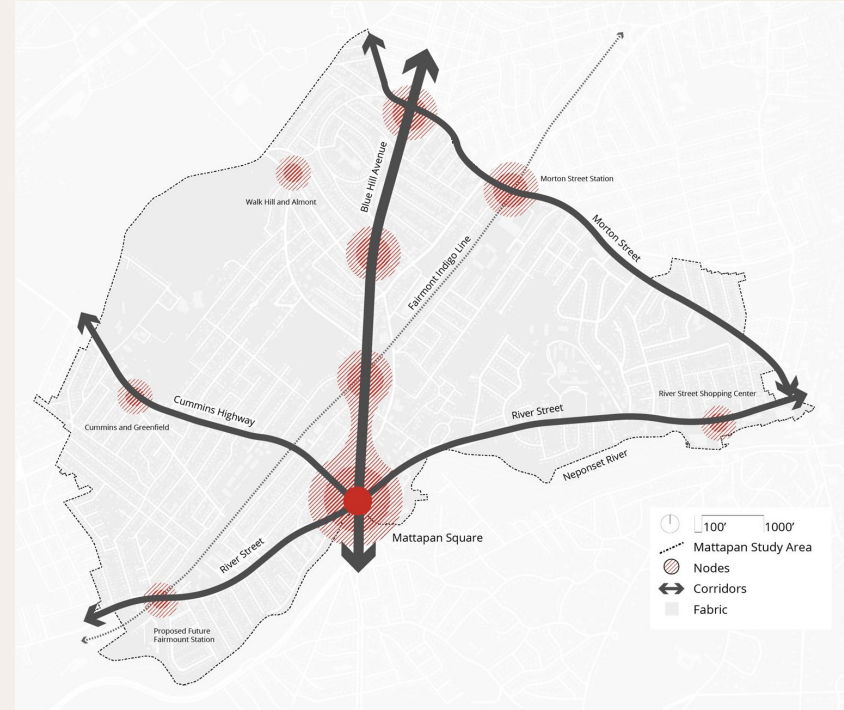 Blue Hill Avenue
Morton Street Station
Walk Hill and Almont
Morton Street
Fairmont Indigo Line
River Street Shopping Center
Cummins Highway
River Street
Cummins and Greenfield
Neponset River
Mattapan Square
River Street
Proposed Future
Fairmount Station
100’ 1000’
Mattapan Study Area
Nodes
Corridors
Fabric